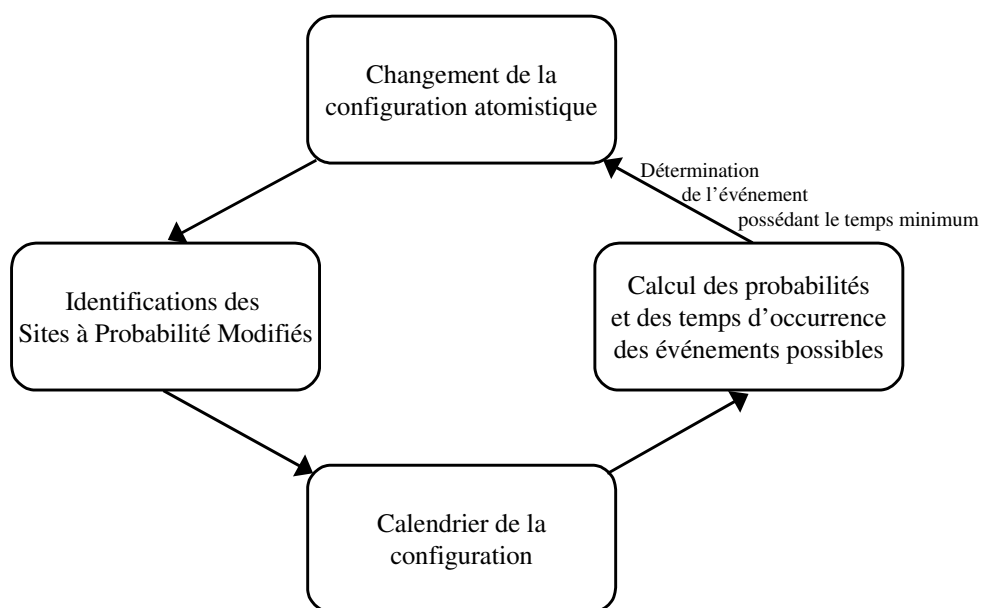 Changement de la
configuration atomistique
Détermination
de l'événement
possédant le temps minimum
Identifications des
Sites à Probabilité Modifiés
Calcul des probabilités
et des temps d'occurrence
des événements possibles
Calendrier de la
configuration